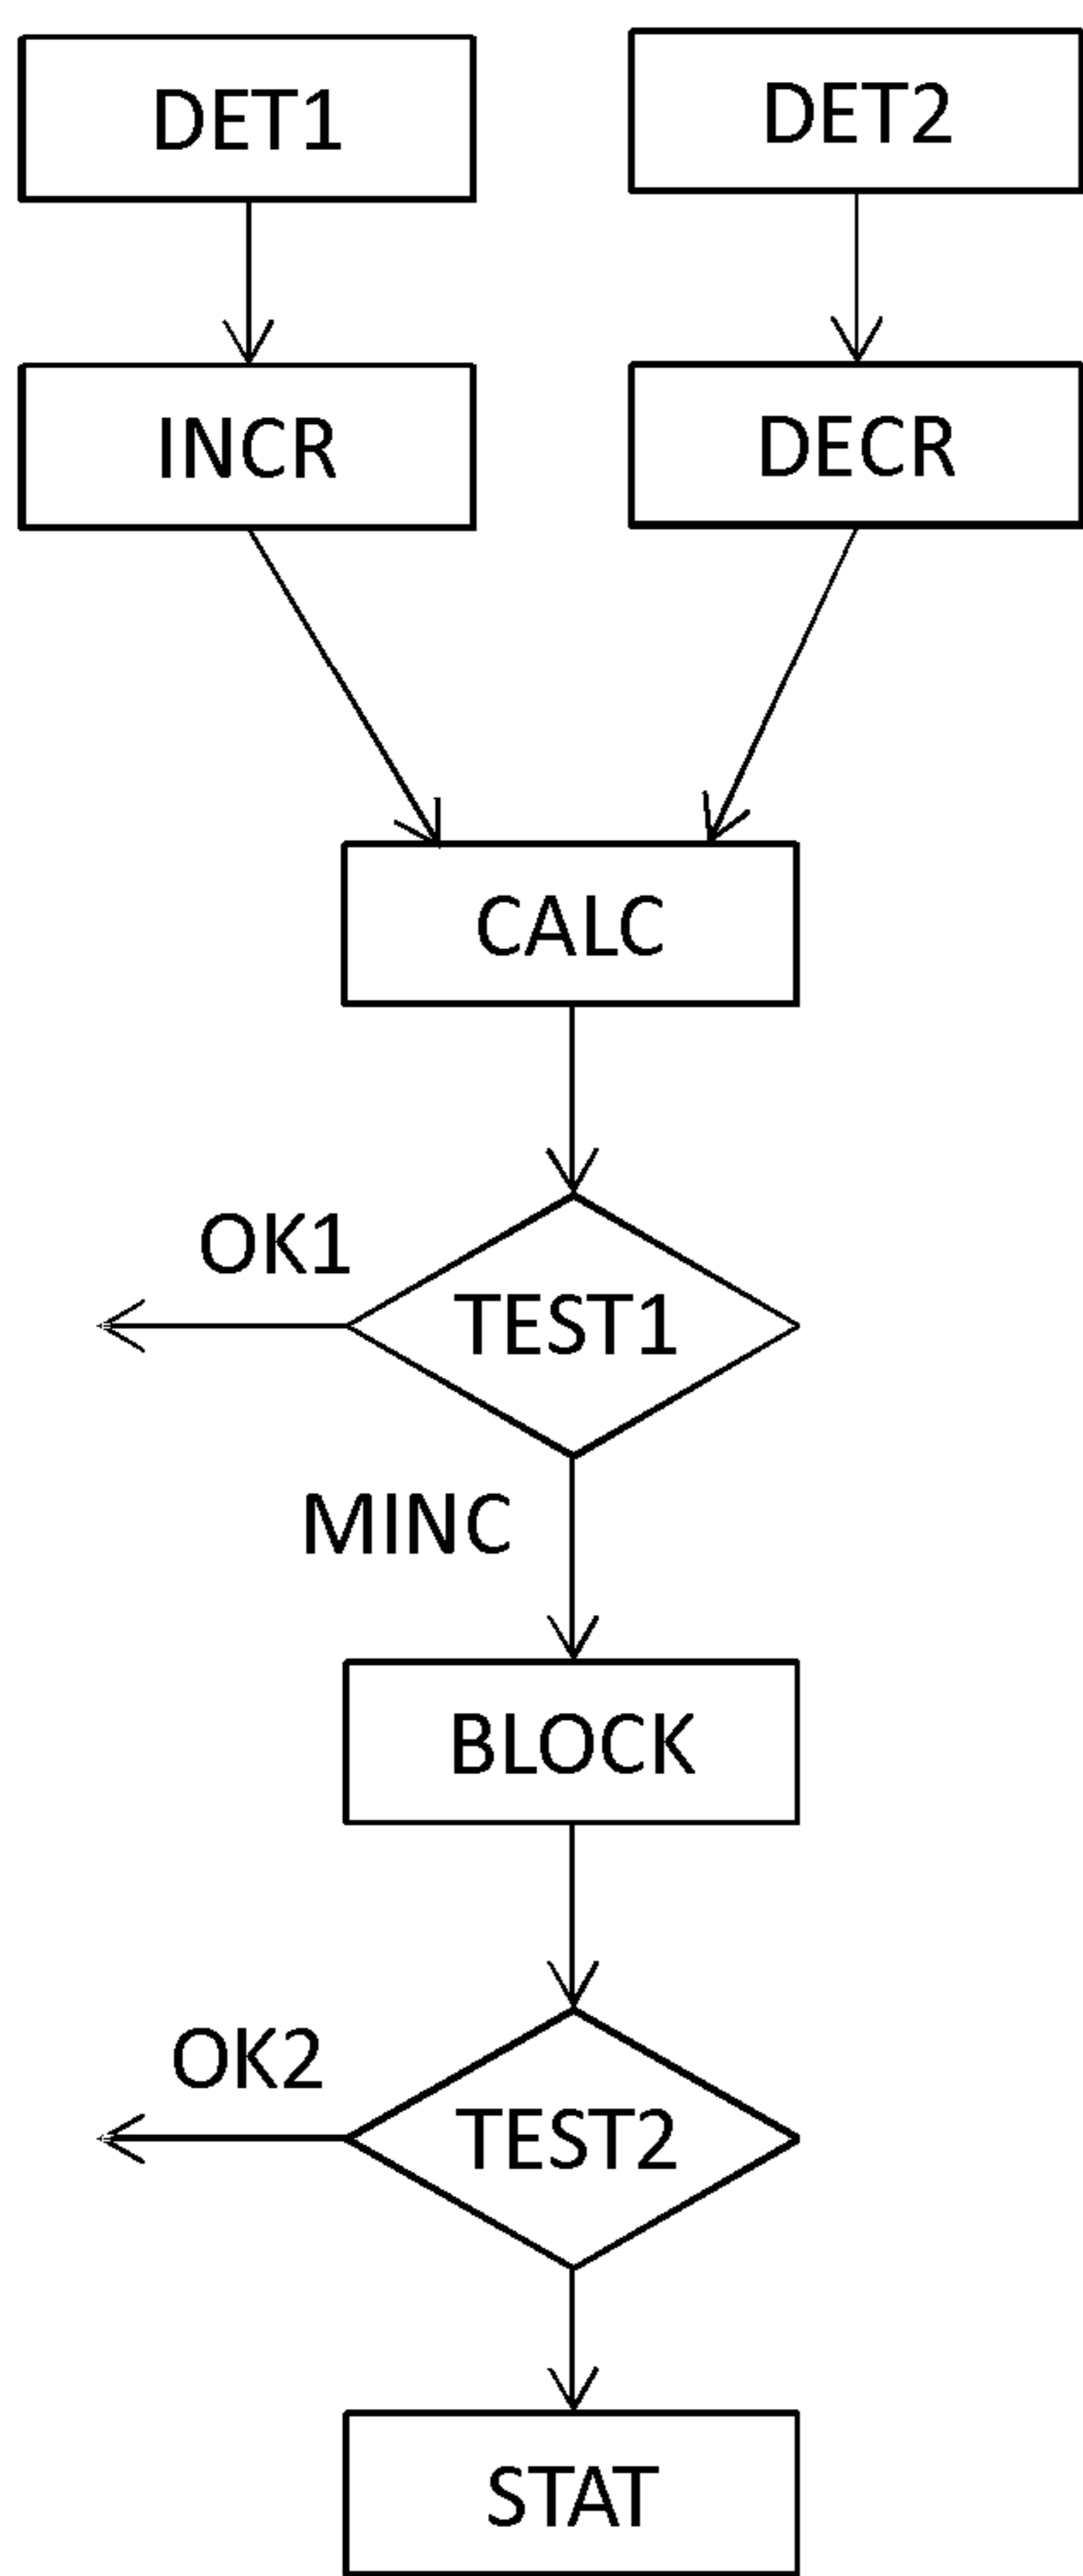 DET1
DET2
INCR
DECR
CALC
OK1
TEST1
MINC
BLOCK
OK2
TEST2
STAT